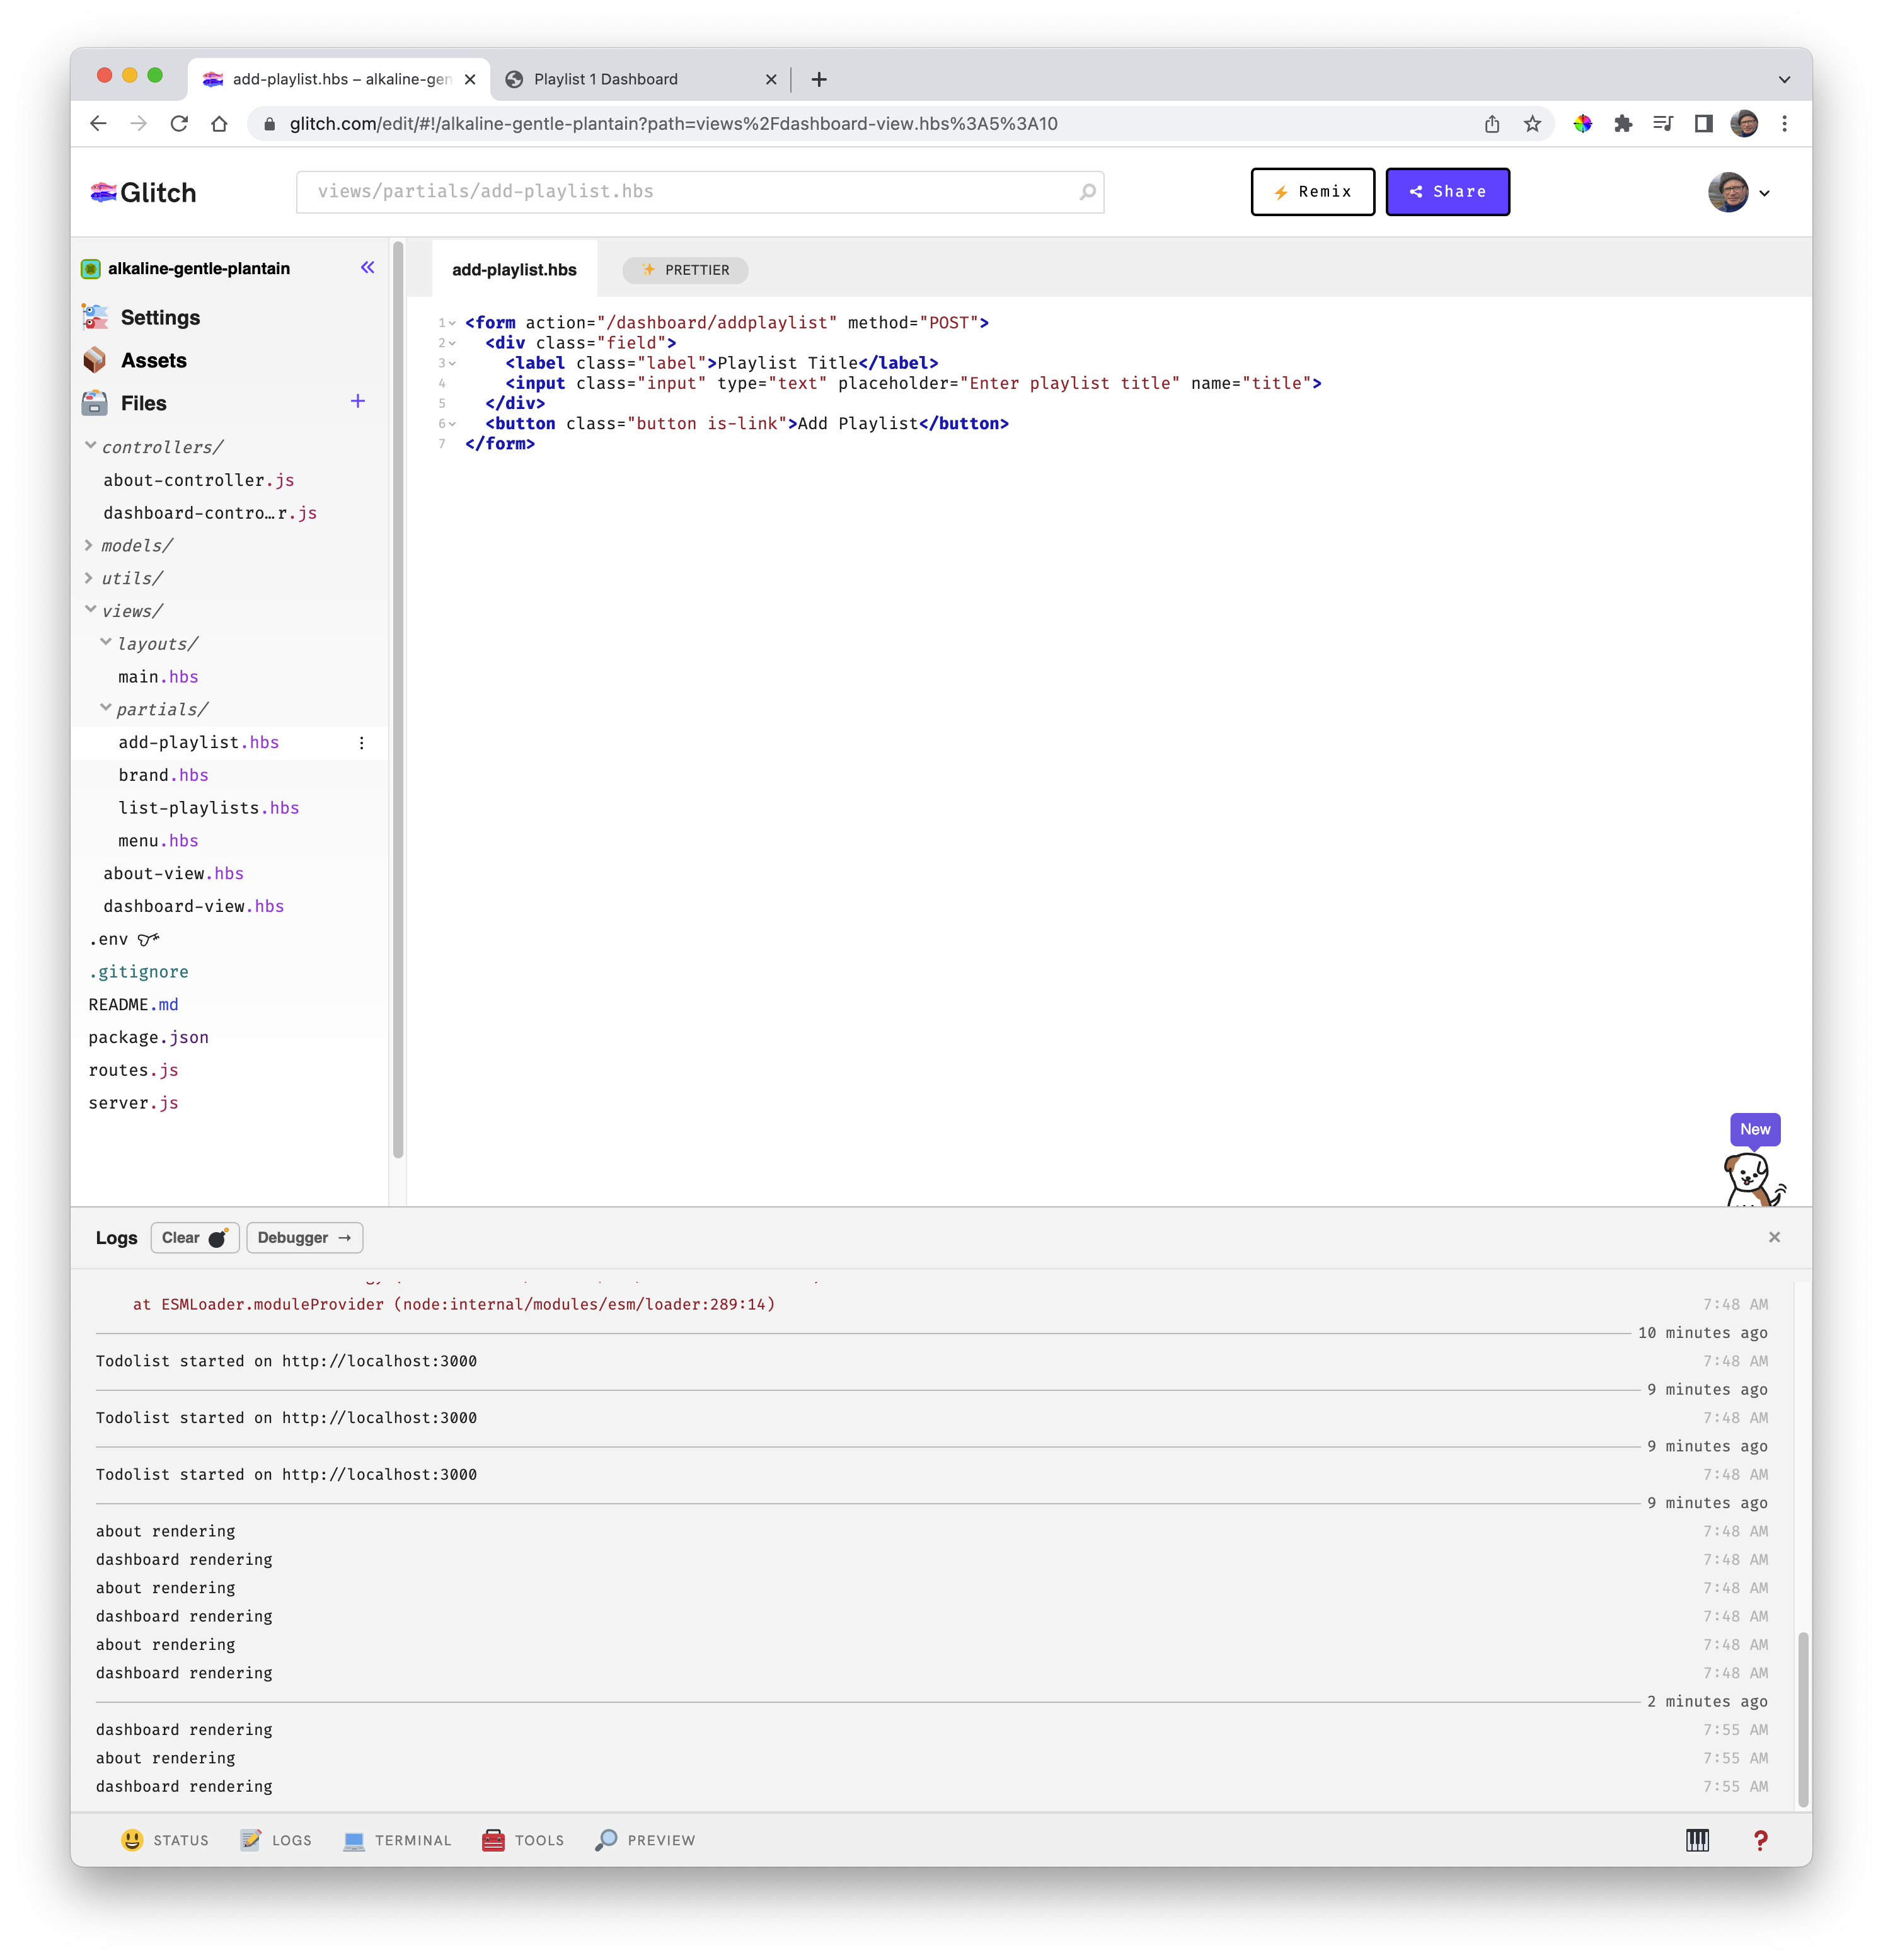 add-playlist.hbs – alkaline-gen
Playlist 1 Dashboard
glitch.com/edit/#!/alkaline-gentle-plantain?path=views%2Fdashboard-view.hbs%3A5%3A10
Glitch
views/partials/add-playlist.hbs
Remix
Share
alkaline-gentle-plantain
Settings
Assets
Files
controllers/
about-controller.js
dashboard-contro…r.js
models/
utils/
views/
layouts/
main.hbs
partials/
add-playlist.hbs
brand.hbs
list-playlists.hbs
menu.hbs
about-view.hbs
dashboard-view.hbs
.env
.gitignore
README.md
package.json
routes.js
server.js
add-playlist.hbs
PRETTIER
1 <form action="/dashboard/addplaylist" method="POST">
2 <div class="field">
3 <label class="label">Playlist Title</label>
4 <input class="input" type="text" placeholder="Enter playlist title" name="title">
5 </div>
6 <button class="button is-link">Add Playlist</button>
7 </form>
New
Logs
Clear
Debugger →
at ESMLoader.moduleProvider (node:internal/modules/esm/loader:289:14) 7:48 AM
10 minutes ago
Todolist started on http://localhost:3000 7:48 AM
9 minutes ago
Todolist started on http://localhost:3000 7:48 AM
9 minutes ago
Todolist started on http://localhost:3000 7:48 AM
9 minutes ago
about rendering 7:48 AM
dashboard rendering 7:48 AM
about rendering 7:48 AM
dashboard rendering 7:48 AM
about rendering 7:48 AM
dashboard rendering 7:48 AM
2 minutes ago
dashboard rendering 7:55 AM
about rendering 7:55 AM
dashboard rendering 7:55 AM
STATUS
LOGS
TERMINAL
TOOLS
PREVIEW
?